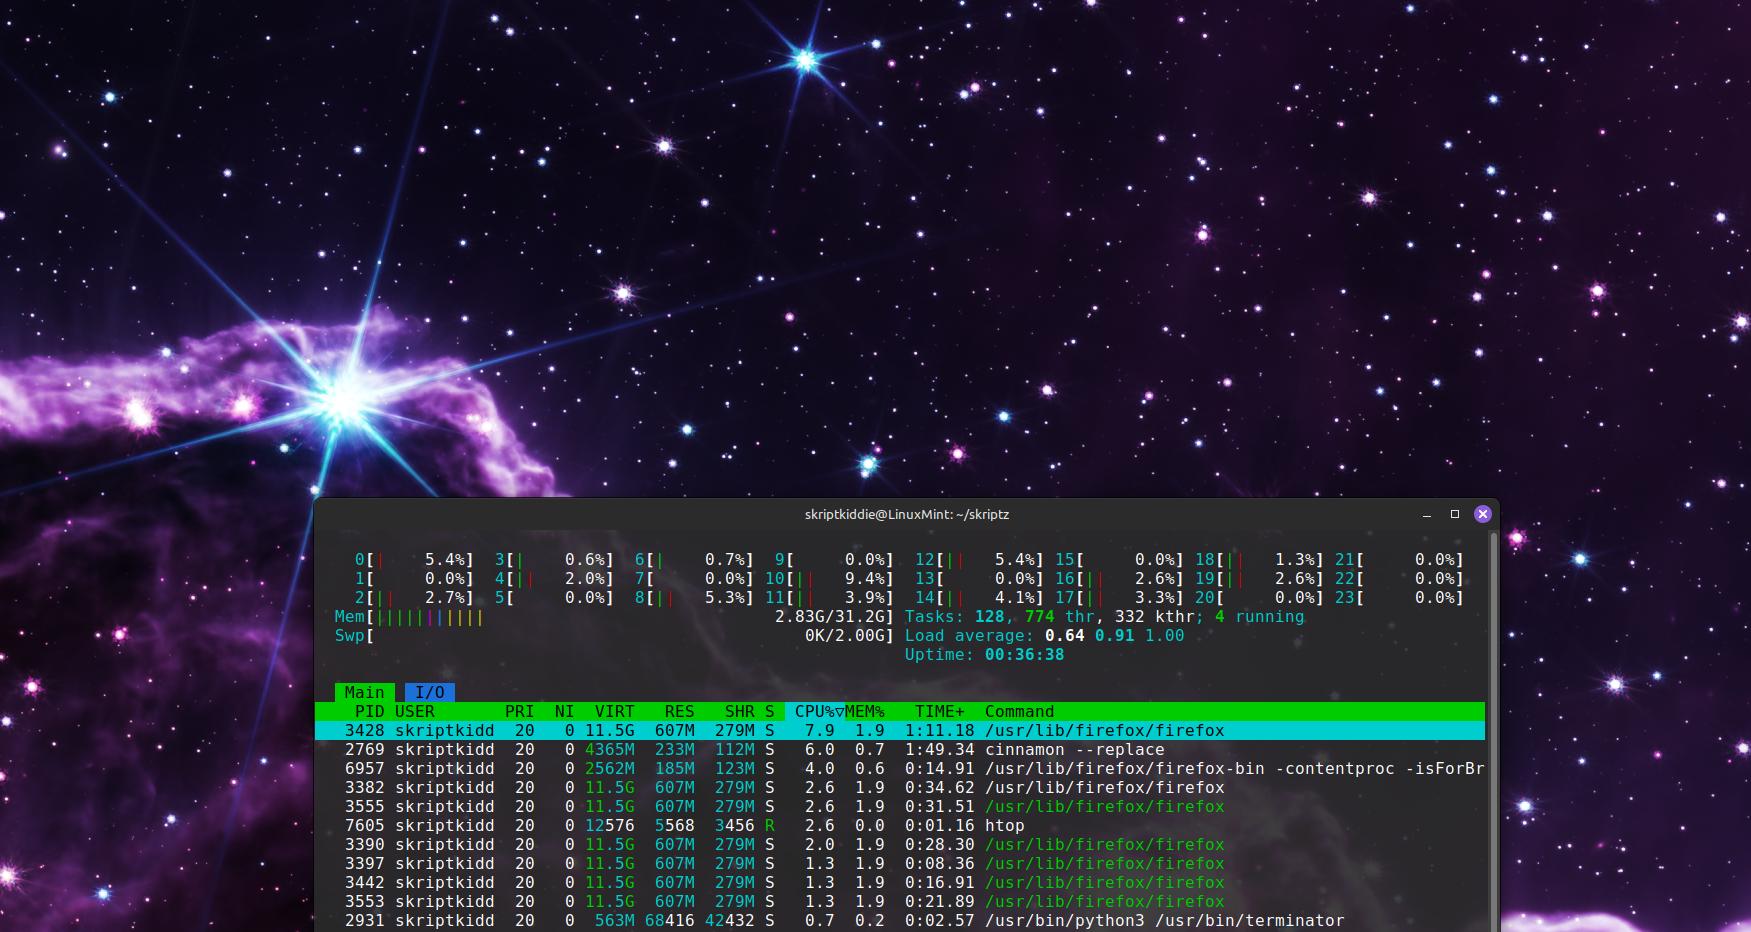 skriptkiddie@LinuxMint: ~/skriptz
0[| 5.4%] 3[| 0.6%] 6[| 0.7%] 9[ 0.0%] 12[|| 5.4%] 15[ 0.0%] 18[|| 1.3%] 21[ 0.0%]
1[ 0.0%] 4[|| 2.0%] 7[ 0.0%] 10[|| 9.4%] 13[ 0.0%] 16[|| 2.6%] 19[|| 2.6%] 22[ 0.0%]
2[|| 2.7%] 5[ 0.0%] 8[|| 5.3%] 11[|| 3.9%] 14[|| 4.1%] 17[|| 3.3%] 20[ 0.0%] 23[ 0.0%]
Mem[||||||||||| 2.83G/31.2G] Tasks: 128, 774 thr, 332 kthr; 4 running
Swp[ 0K/2.00G] Load average: 0.64 0.91 1.00
Uptime: 00:36:38
Main I/O
PID USER PRI NI VIRT RES SHR S CPU%▽MEM% TIME+ Command
3428 skriptkidd 20 0 11.5G 607M 279M S 7.9 1.9 1:11.18 /usr/lib/firefox/firefox
2769 skriptkidd 20 0 4365M 233M 112M S 6.0 0.7 1:49.34 cinnamon --replace
6957 skriptkidd 20 0 2562M 185M 123M S 4.0 0.6 0:14.91 /usr/lib/firefox/firefox-bin -contentproc -isForBr
3382 skriptkidd 20 0 11.5G 607M 279M S 2.6 1.9 0:34.62 /usr/lib/firefox/firefox
3555 skriptkidd 20 0 11.5G 607M 279M S 2.6 1.9 0:31.51 /usr/lib/firefox/firefox
7605 skriptkidd 20 0 12576 5568 3456 R 2.6 0.0 0:01.16 htop
3390 skriptkidd 20 0 11.5G 607M 279M S 2.0 1.9 0:28.30 /usr/lib/firefox/firefox
3397 skriptkidd 20 0 11.5G 607M 279M S 1.3 1.9 0:08.36 /usr/lib/firefox/firefox
3442 skriptkidd 20 0 11.5G 607M 279M S 1.3 1.9 0:16.91 /usr/lib/firefox/firefox
3553 skriptkidd 20 0 11.5G 607M 279M S 1.3 1.9 0:21.89 /usr/lib/firefox/firefox
2931 skriptkidd 20 0 563M 68416 42432 S 0.7 0.2 0:02.57 /usr/bin/python3 /usr/bin/terminator